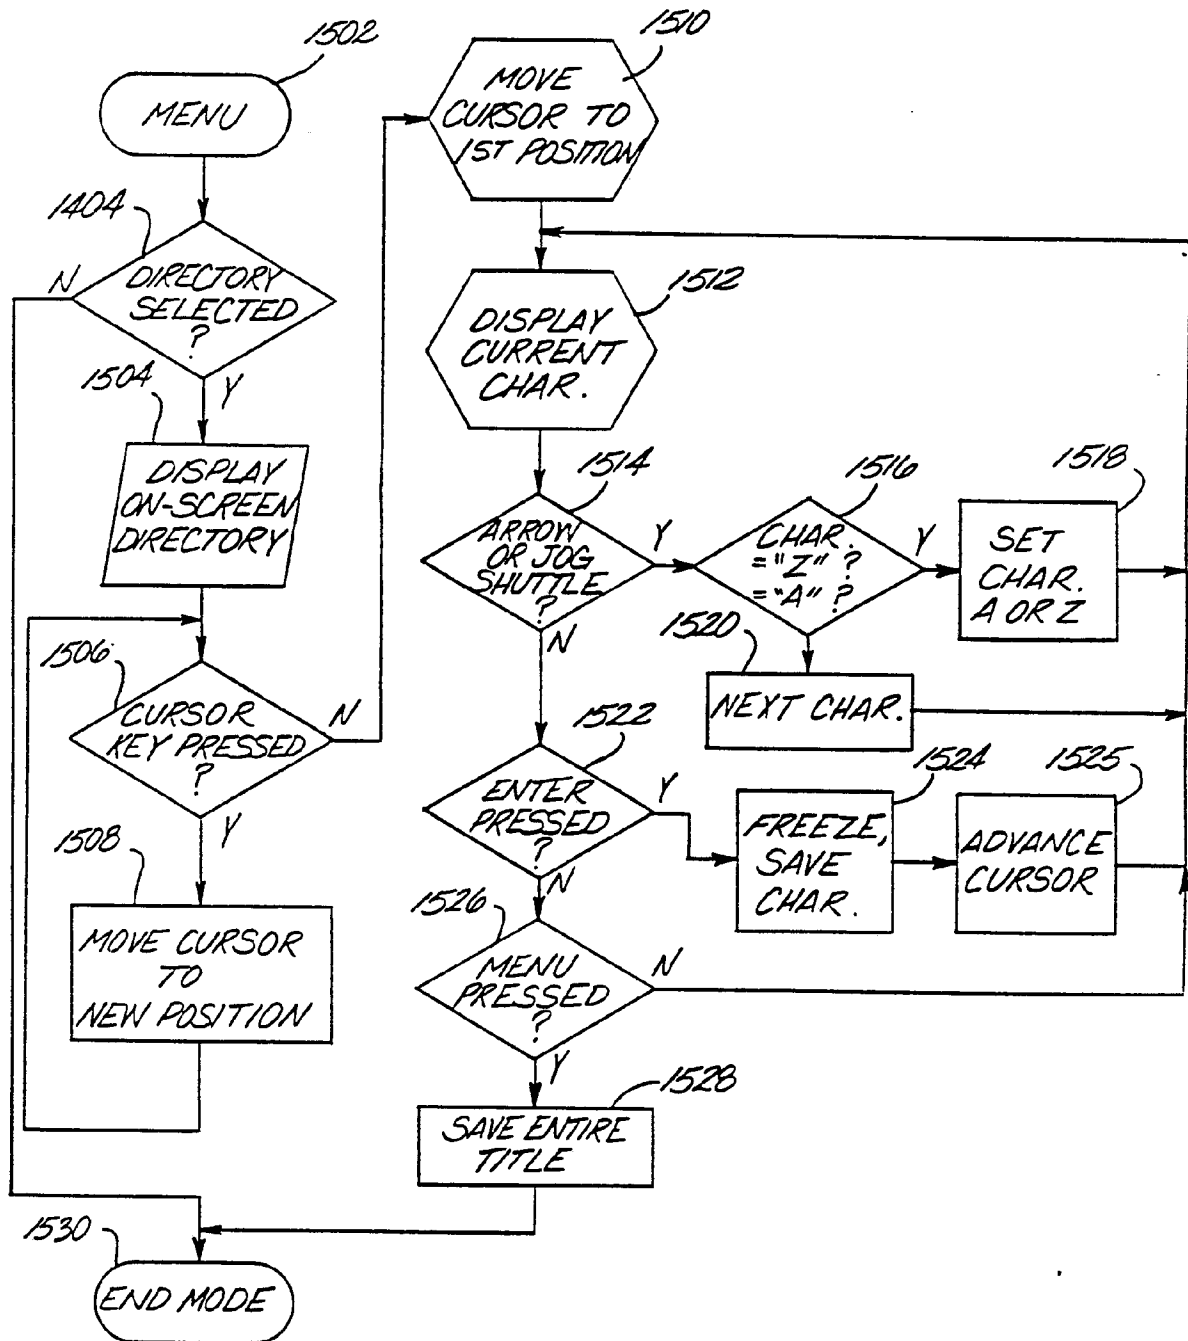 1502
MENU
1404
N
DIRECTORY
SELECTED
?
Y
1504
DISPLAY
ON-SCREEN
DIRECTORY
1506
CURSOR
KEY PRESSED
?
N
Y
1508
MOVE CURSOR
TO
NEW POSITION
1530
END MODE
1510
MOVE
CURSOR TO
1ST POSITION
1512
DISPLAY
CURRENT
CHAR.
1514
ARROW
OR JOG
SHUTTLE
?
Y
N
1516
CHAR.
="Z" ?
="A" ?
Y
1518
SET
CHAR.
A OR Z
1520
NEXT CHAR.
1522
ENTER
PRESSED
?
Y
N
1524
FREEZE,
SAVE
CHAR.
1525
ADVANCE
CURSOR
1526
MENU
PRESSED
?
N
Y
1528
SAVE ENTIRE
TITLE